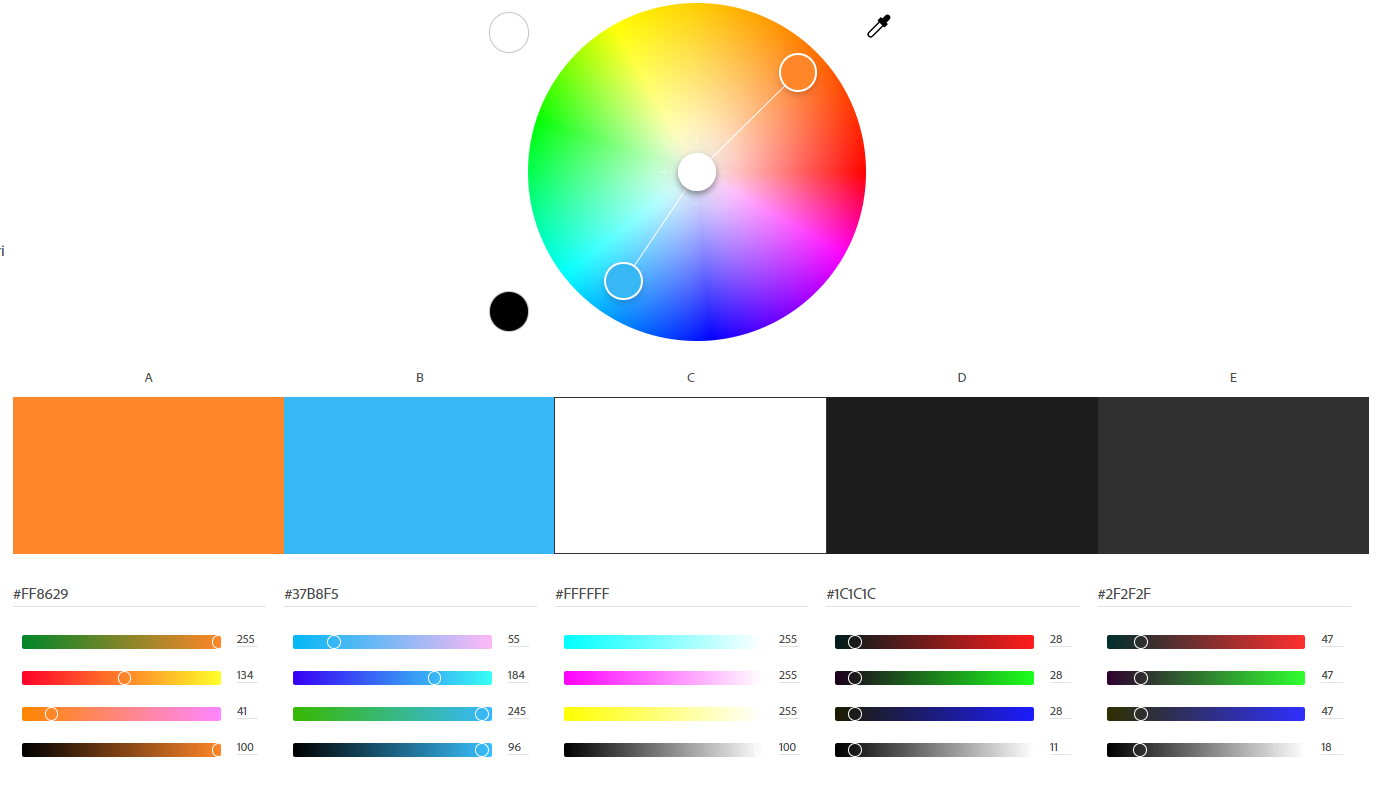 ri
A B C D E
#FF8629 #37B8F5 #FFFFFF #1C1C1C #2F2F2F
255 55 255 28 47
134 184 255 28 47
41 245 255 28 47
100 96 100 11 18